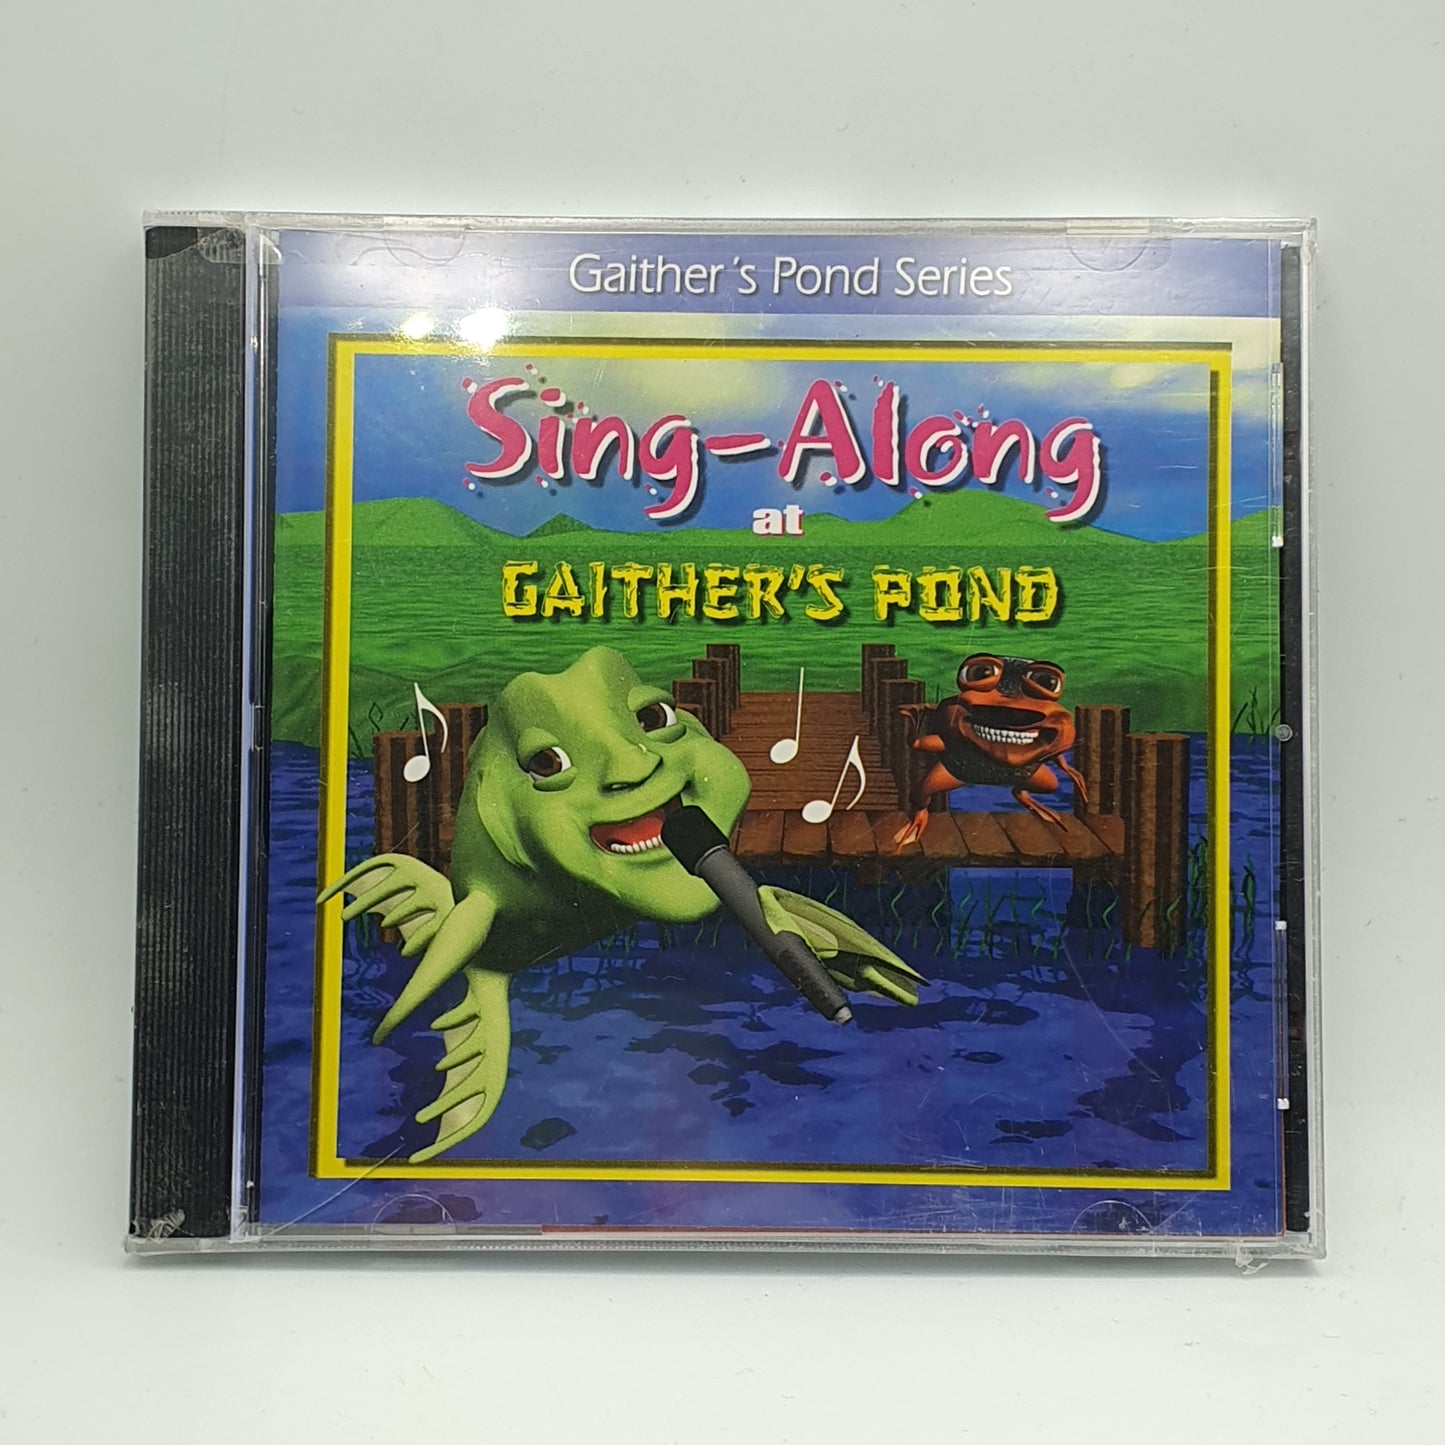 Gaither's Pond Series
Sing-Along
at
GAITHER'S POND